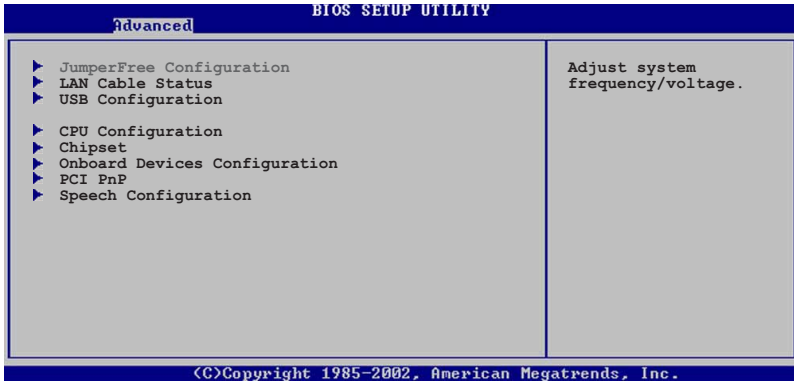 BIOS SETUP UTILITY
Advanced
JumperFree Configuration
LAN Cable Status
USB Configuration
CPU Configuration
Chipset
Onboard Devices Configuration
PCI PnP
Speech Configuration
Adjust system
frequency/voltage.
(C)Copyright 1985-2002, American Megatrends, Inc.